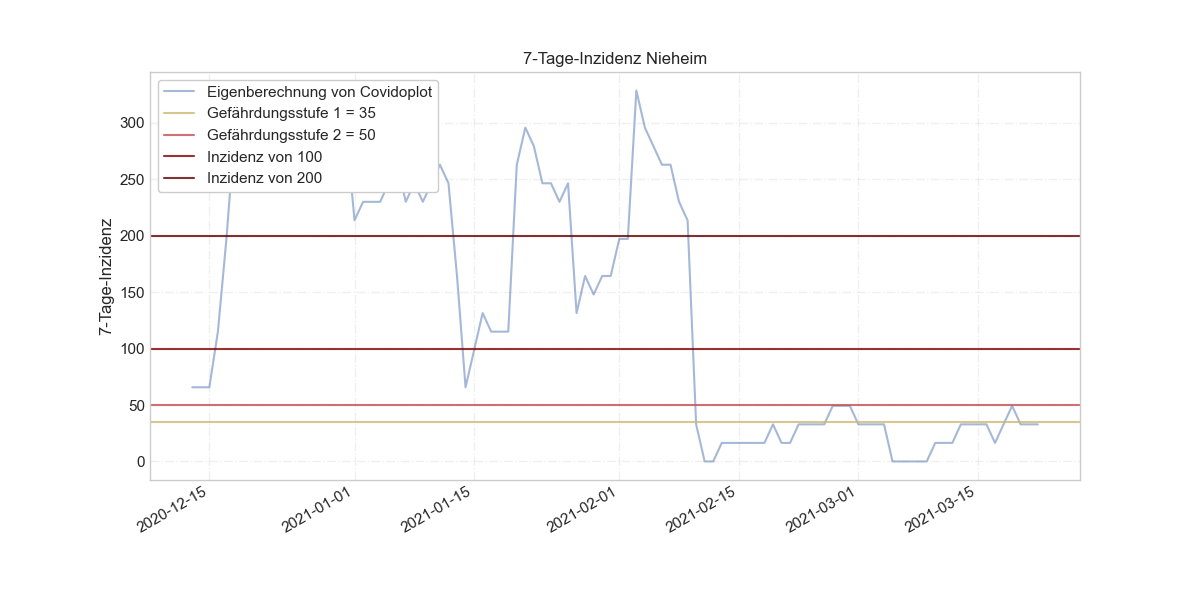 7-Tage-Inzidenz Nieheim
Eigenberechnung von Covidoplot
Gefährdungsstufe 1 = 35
Gefährdungsstufe 2 = 50
Inzidenz von 100
Inzidenz von 200
7-Tage-Inzidenz
300
250
200
150
100
50
0
2020-12-15
2021-01-01
2021-01-15
2021-02-01
2021-02-15
2021-03-01
2021-03-15